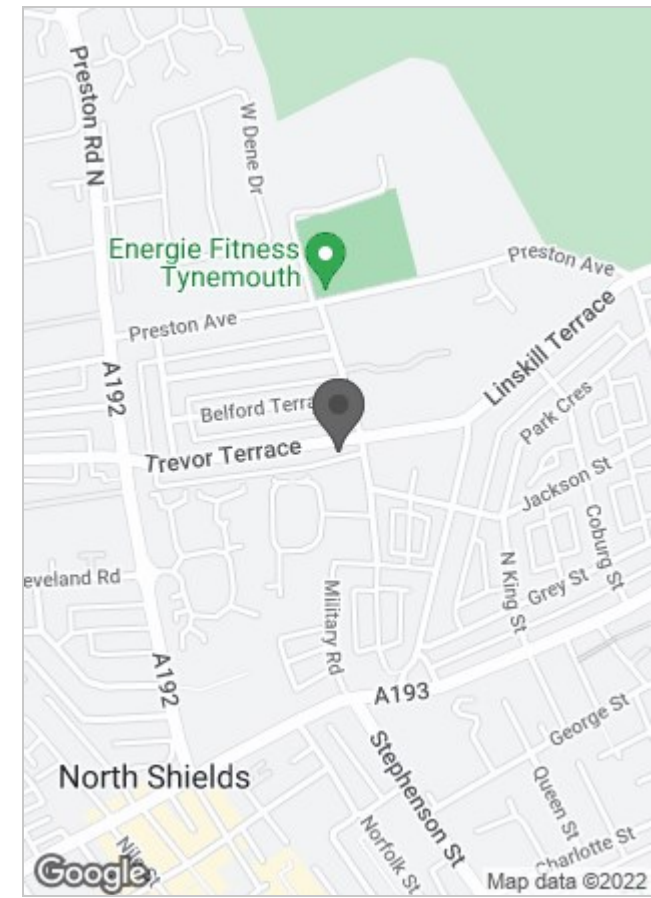 Preston Rd N
W Dene Dr
Energie Fitness
Tynemouth
Preston Ave
Preston Ave
Linskill Terrace
A192
Belford Terra
Park Cres
Trevor Terrace
Jackson St
Coburg St
eveland Rd
N King St
Grey St
Military Rd
A192
A193
George St
Stephenson St
North Shields
Queen St
Norfolk St
Charlotte St
Google
Map data ©2022